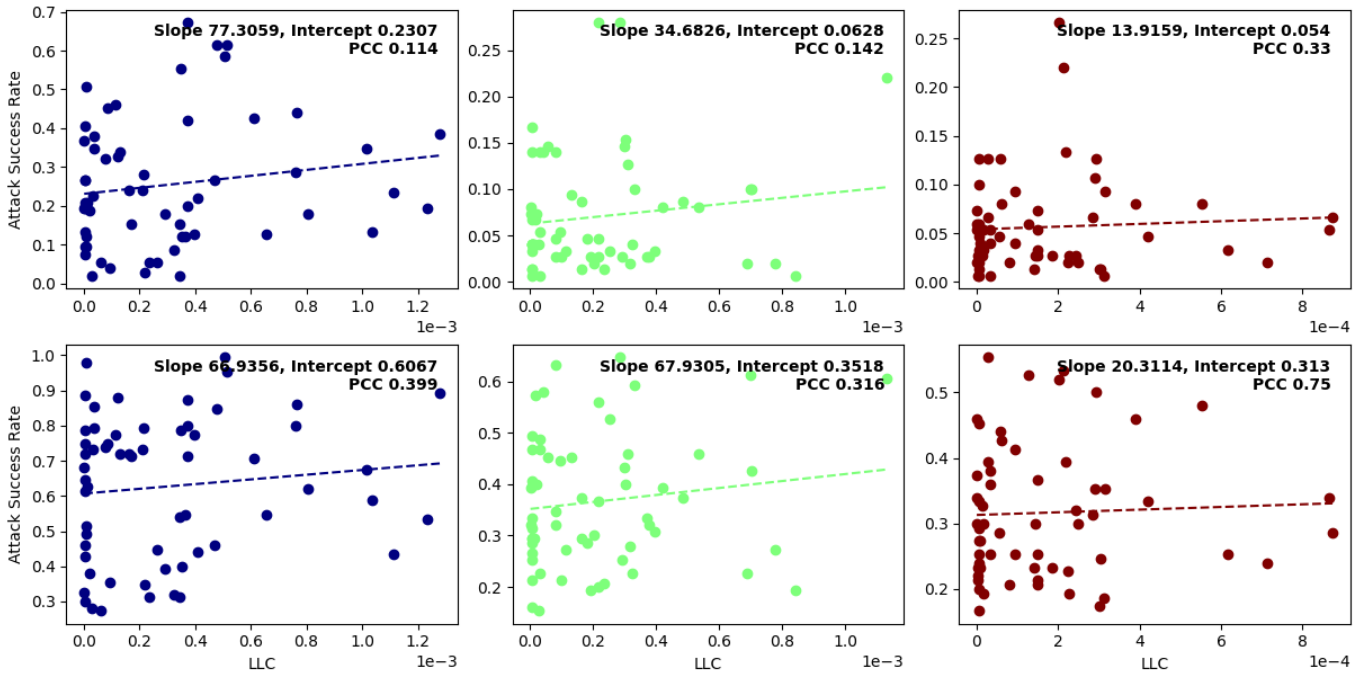 Slope 77.3059, Intercept 0.2307
PCC 0.114
Attack Success Rate
0.7
0.6
0.5
0.4
0.3
0.2
0.1
0.0
0.0 0.2 0.4 0.6 0.8 1.0 1.2
1e−3
Slope 34.6826, Intercept 0.0628
PCC 0.142
0.25
0.20
0.15
0.10
0.05
0.00
0.0 0.2 0.4 0.6 0.8 1.0
1e−3
Slope 13.9159, Intercept 0.054
PCC 0.33
0.25
0.20
0.15
0.10
0.05
0.00
0 2 4 6 8
1e−4
Slope 66.9356, Intercept 0.6067
PCC 0.399
Attack Success Rate
1.0
0.9
0.8
0.7
0.6
0.5
0.4
0.3
0.0 0.2 0.4 0.6 0.8 1.0 1.2
1e−3
LLC
Slope 67.9305, Intercept 0.3518
PCC 0.316
0.6
0.5
0.4
0.3
0.2
0.0 0.2 0.4 0.6 0.8 1.0
1e−3
LLC
Slope 20.3114, Intercept 0.313
PCC 0.75
0.5
0.4
0.3
0.2
0 2 4 6 8
1e−4
LLC